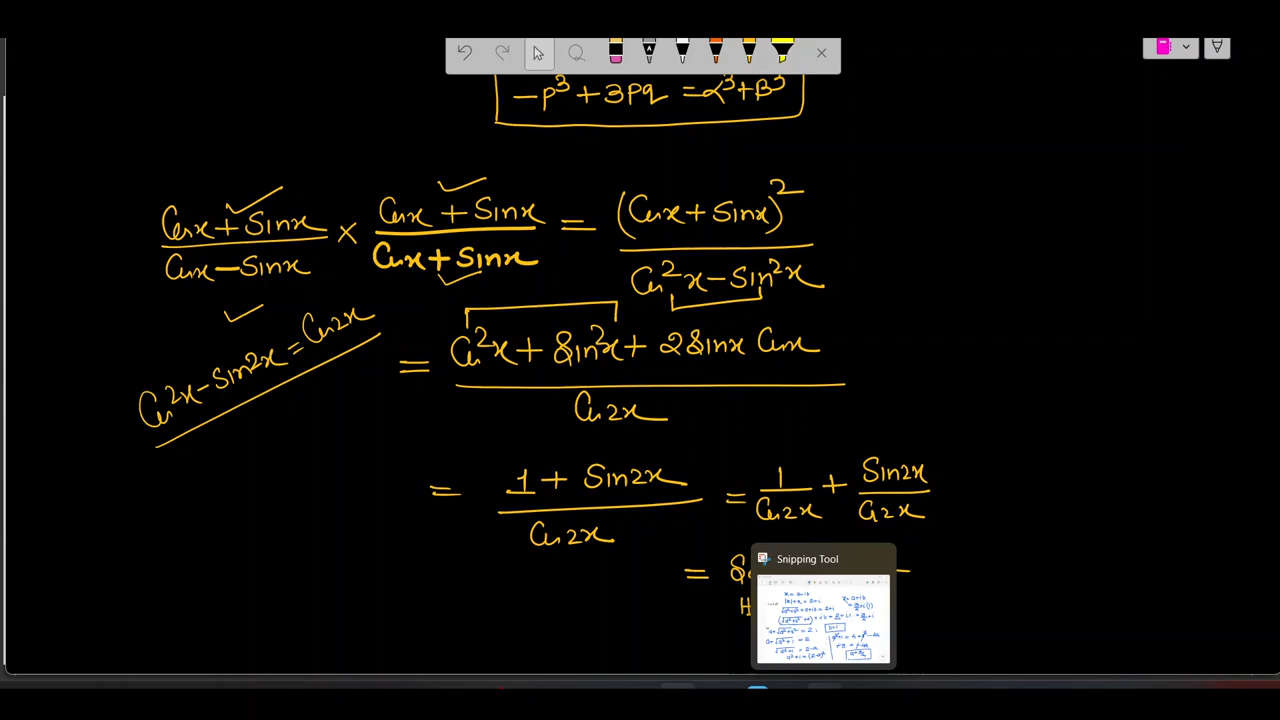 -p³ + 3pq = α³ + β³
Cosx + Sinx / Cosx - Sinx × Cosx + Sinx / Cosx + Sinx = (Cosx + Sinx)² / Cos²x - Sin²x
Cos²x - Sin²x = Cos2x
= Cos²x + Sin²x + 2Sinx Cosx / Cos2x
= 1 + Sin2x / Cos2x = 1 / Cos2x + Sin2x / Cos2x
=
Snipping Tool